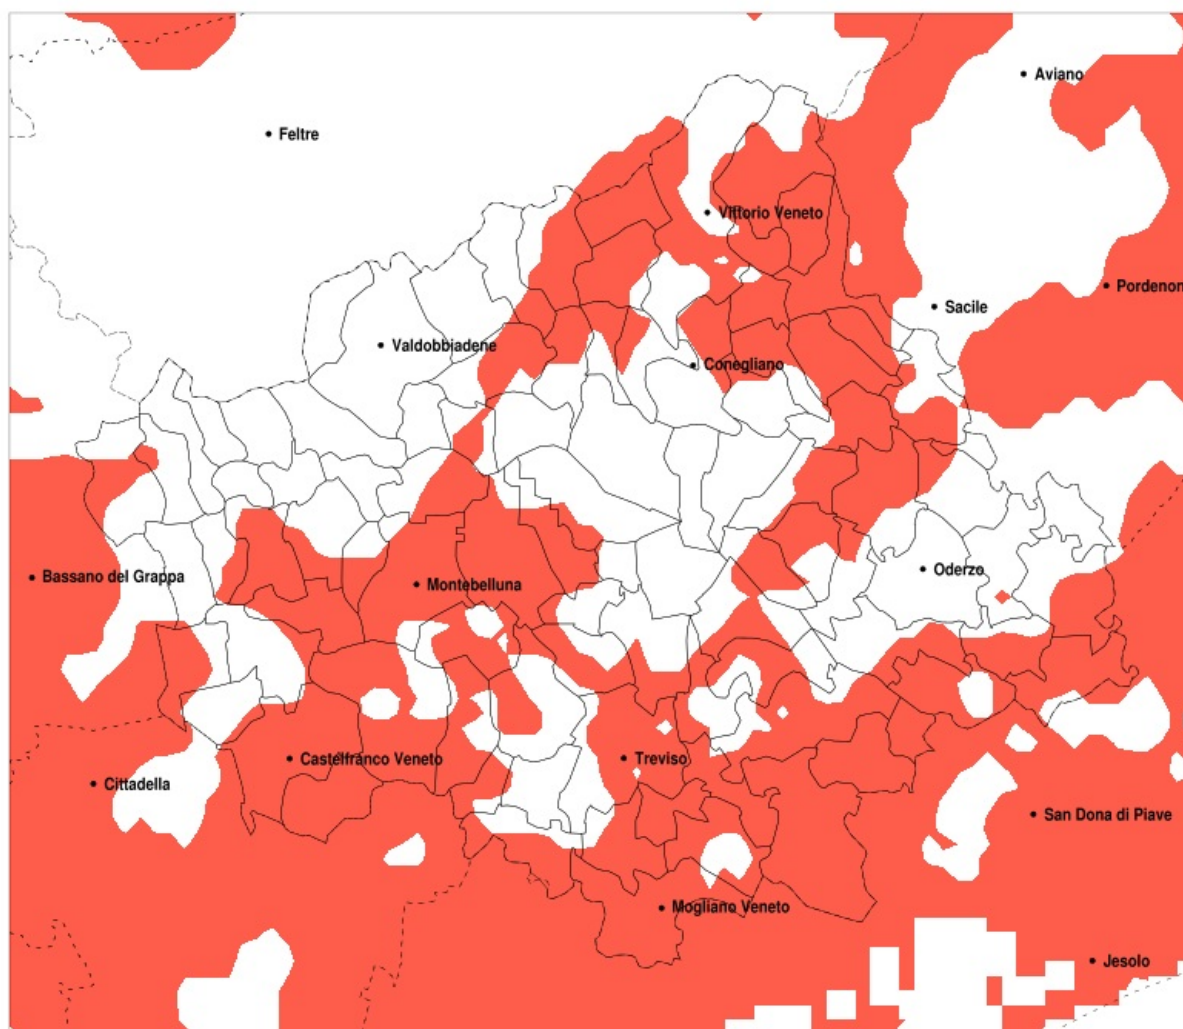 Aviano
Feltre
Vittorio Veneto
Pordenon
Sacile
Valdobbiadene
Conegliano
Oderzo
Bassano del Grappa
Montebelluna
Castelfranco Veneto
Treviso
Cittadella
San Dona di Piave
Mogliano Veneto
Jesolo